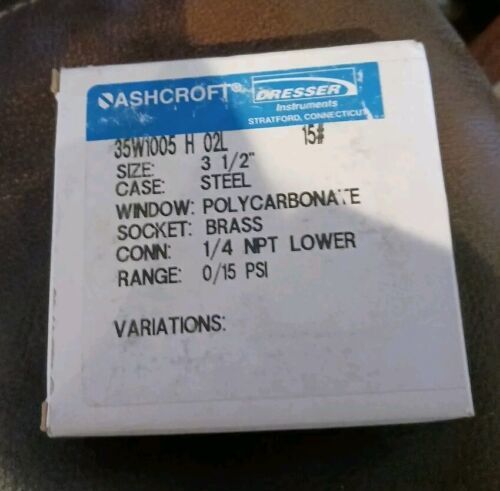 ASHCROFT® DRESSER
Instruments
STRATFORD, CONNECTICUT
35W1005 H 02L 15#
SIZE: 3 1/2"
CASE: STEEL
WINDOW: POLYCARBONATE
SOCKET: BRASS
CONN: 1/4 NPT LOWER
RANGE: 0/15 PSI
VARIATIONS: